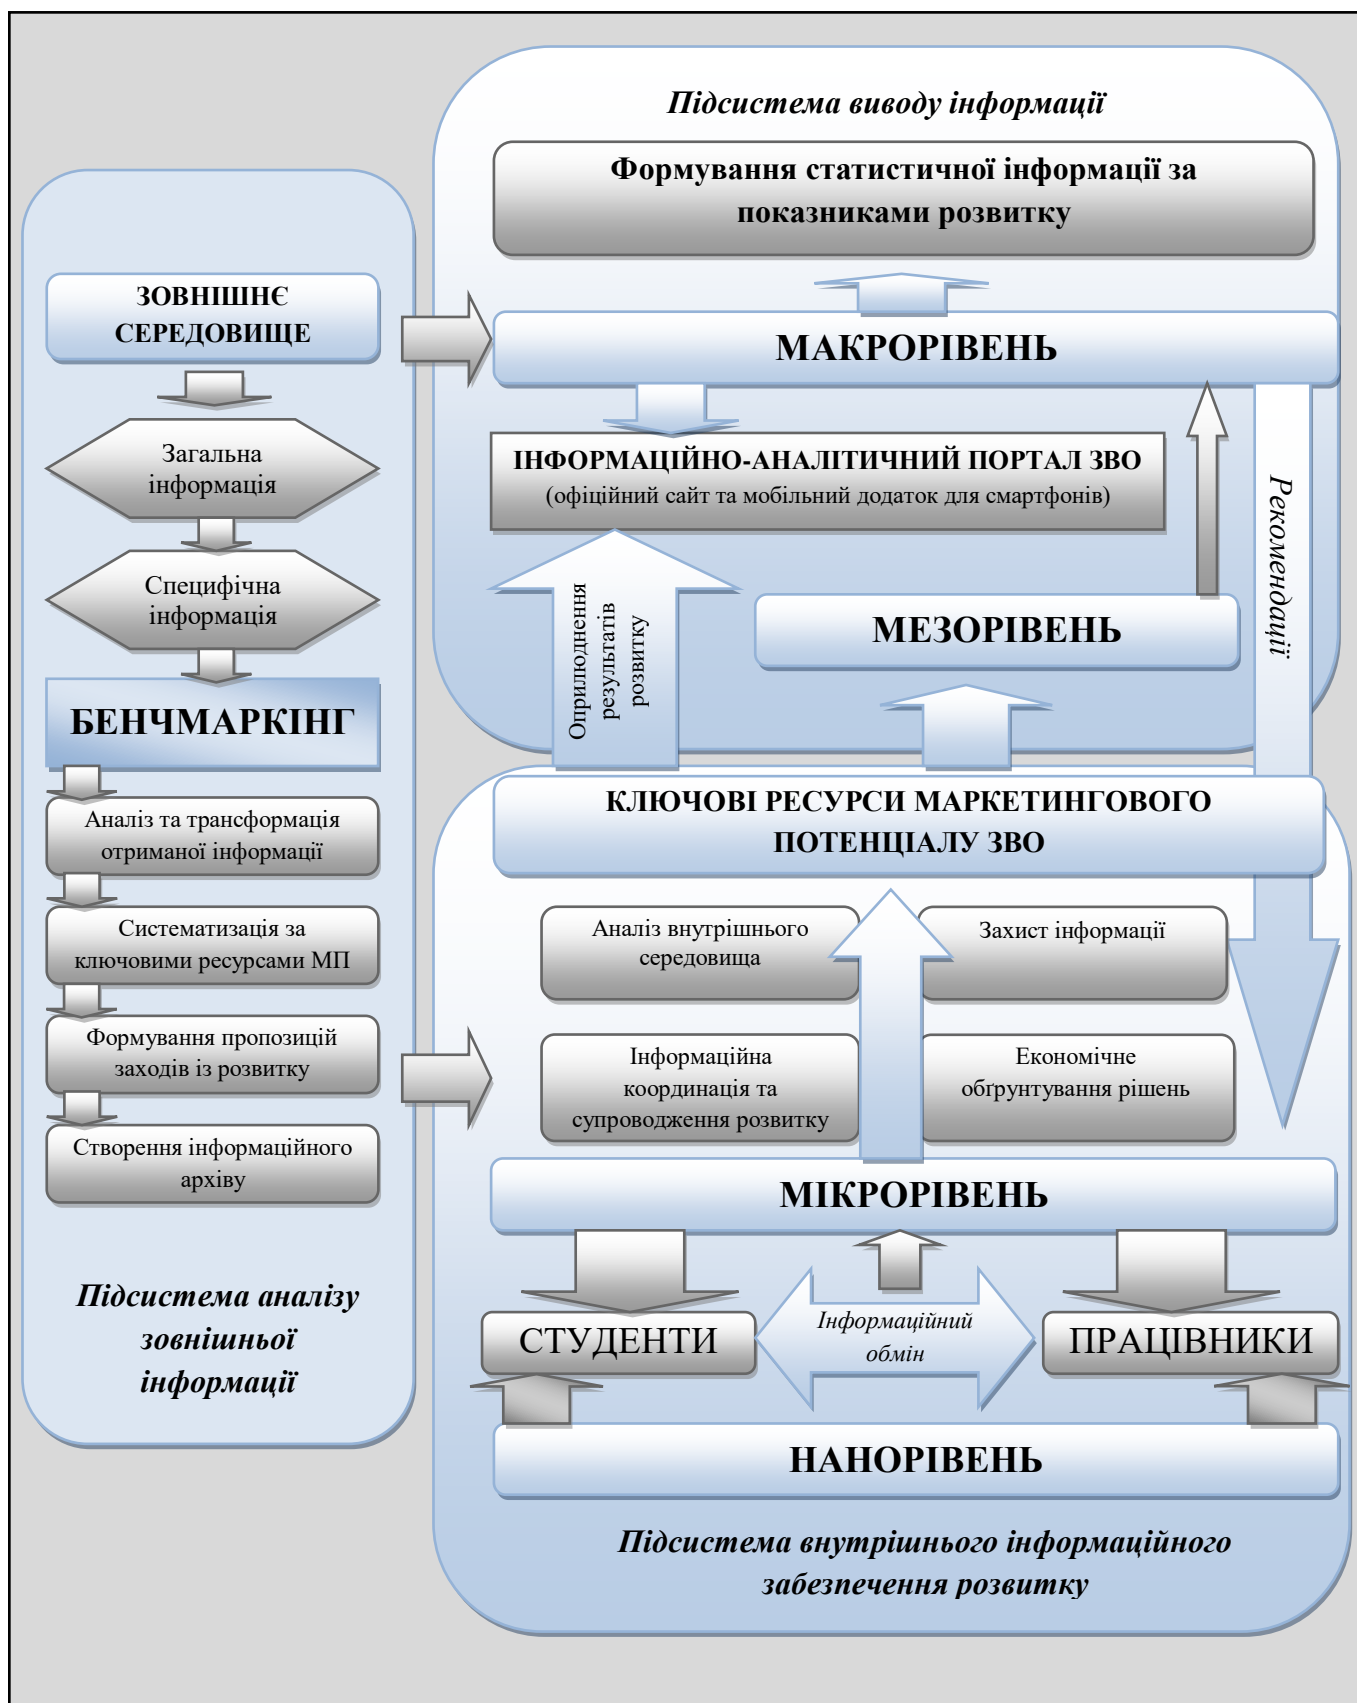 Підсистема виводу інформації
Формування статистичної інформації за
показниками розвитку
ЗОВНІШНЄ
СЕРЕДОВИЩЕ
МАКРОРІВЕНЬ
Загальна
інформація
ІНФОРМАЦІЙНО-АНАЛІТИЧНИЙ ПОРТАЛ ЗВО
(офіційний сайт та мобільний додаток для смартфонів)
Рекомендації
Специфічна
інформація
Оприлюднення
результатів
розвитку
МЕЗОРІВЕНЬ
БЕНЧМАРКІНГ
Аналіз та трансформація
отриманої інформації
Систематизація за
ключовими ресурсами МП
Формування пропозицій
заходів із розвитку
Створення інформаційного
архіву
Підсистема аналізу
зовнішньої
інформації
КЛЮЧОВІ РЕСУРСИ МАРКЕТИНГОВОГО
ПОТЕНЦІАЛУ ЗВО
Аналіз внутрішнього
середовища
Захист інформації
Інформаційна
координація та
супроводження розвитку
Економічне
обґрунтування рішень
МІКРОРІВЕНЬ
СТУДЕНТИ
Інформаційний
обмін
ПРАЦІВНИКИ
НАНОРІВЕНЬ
Підсистема внутрішнього інформаційного
забезпечення розвитку